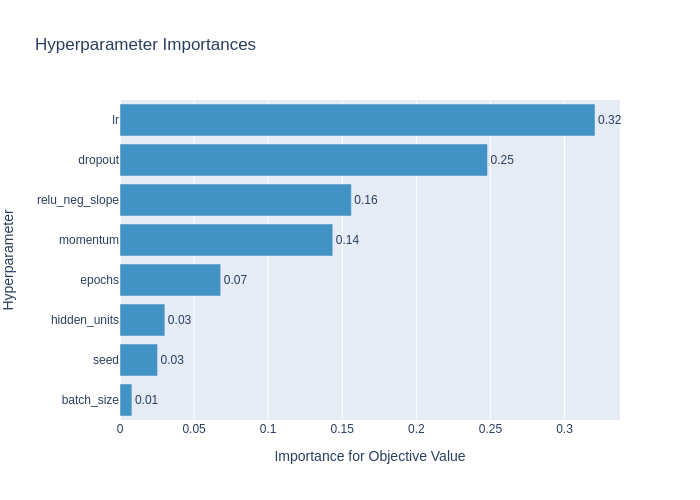 Hyperparameter Importances
Hyperparameter
lr 0.32
dropout 0.25
relu_neg_slope 0.16
momentum 0.14
epochs 0.07
hidden_units 0.03
seed 0.03
batch_size 0.01
0 0.05 0.1 0.15 0.2 0.25 0.3
Importance for Objective Value